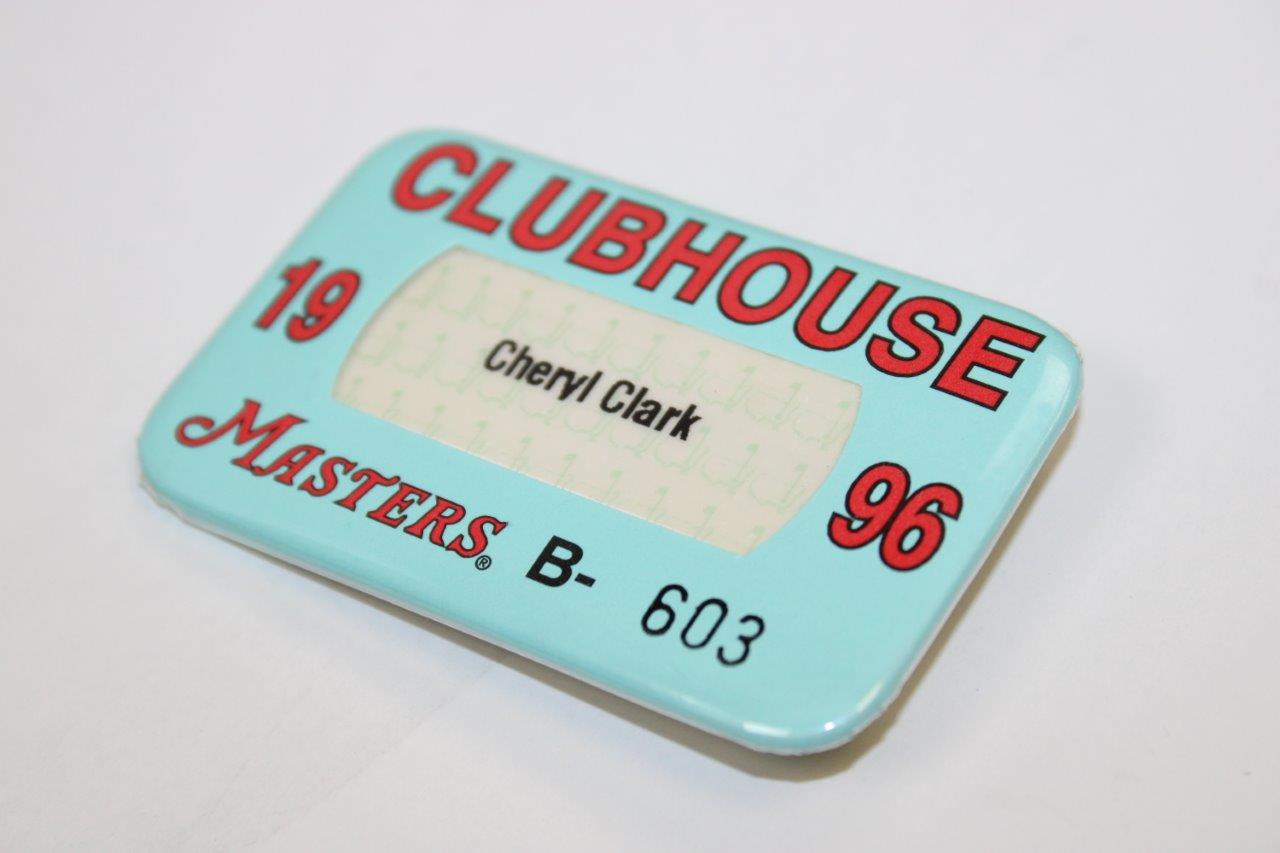 CLUBHOUSE
19 96
Cheryl Clark
MASTERS®
B- 603